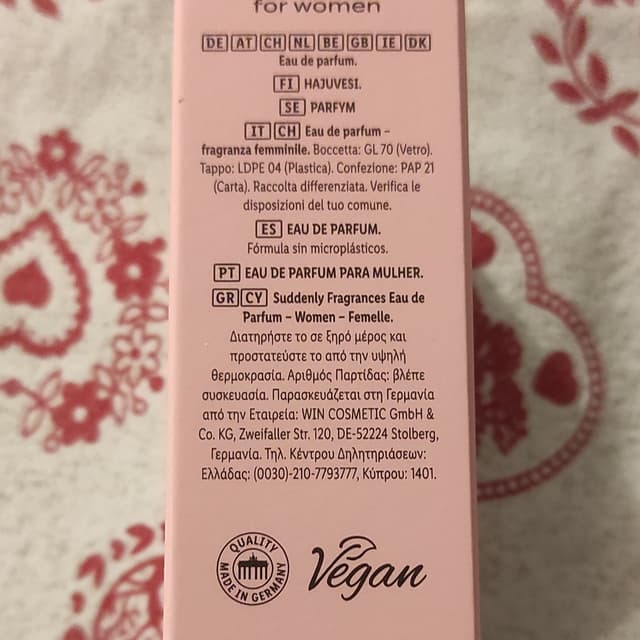 for women
DE AT CH NL BE GB IE DK
Eau de parfum.
FI HAJUVESI.
SE PARFYM
IT CH Eau de parfum –
fragranza femminile. Boccetta: GL 70 (Vetro).
Tappo: LDPE 04 (Plastica). Confezione: PAP 21
(Carta). Raccolta differenziata. Verifica le
disposizioni del tuo comune.
ES EAU DE PARFUM.
Fórmula sin microplásticos.
PT EAU DE PARFUM PARA MULHER.
GR CY Suddenly Fragrances Eau de
Parfum – Women – Femelle.
Διατηρήστε το σε ξηρό μέρος και
προστατεύστε το από την υψηλή
θερμοκρασία. Αριθμός Παρτίδας: βλέπε
συσκευασία. Παρασκευάζεται στη Γερμανία
από την Εταιρεία: WIN COSMETIC GmbH &
Co. KG, Zweifaller Str. 120, DE-52224 Stolberg,
Γερμανία. Τηλ. Κέντρου Δηλητηριάσεων:
Ελλάδας: (0030)-210-7793777, Κύπρου: 1401.
QUALITY
MADE IN GERMANY
Vegan